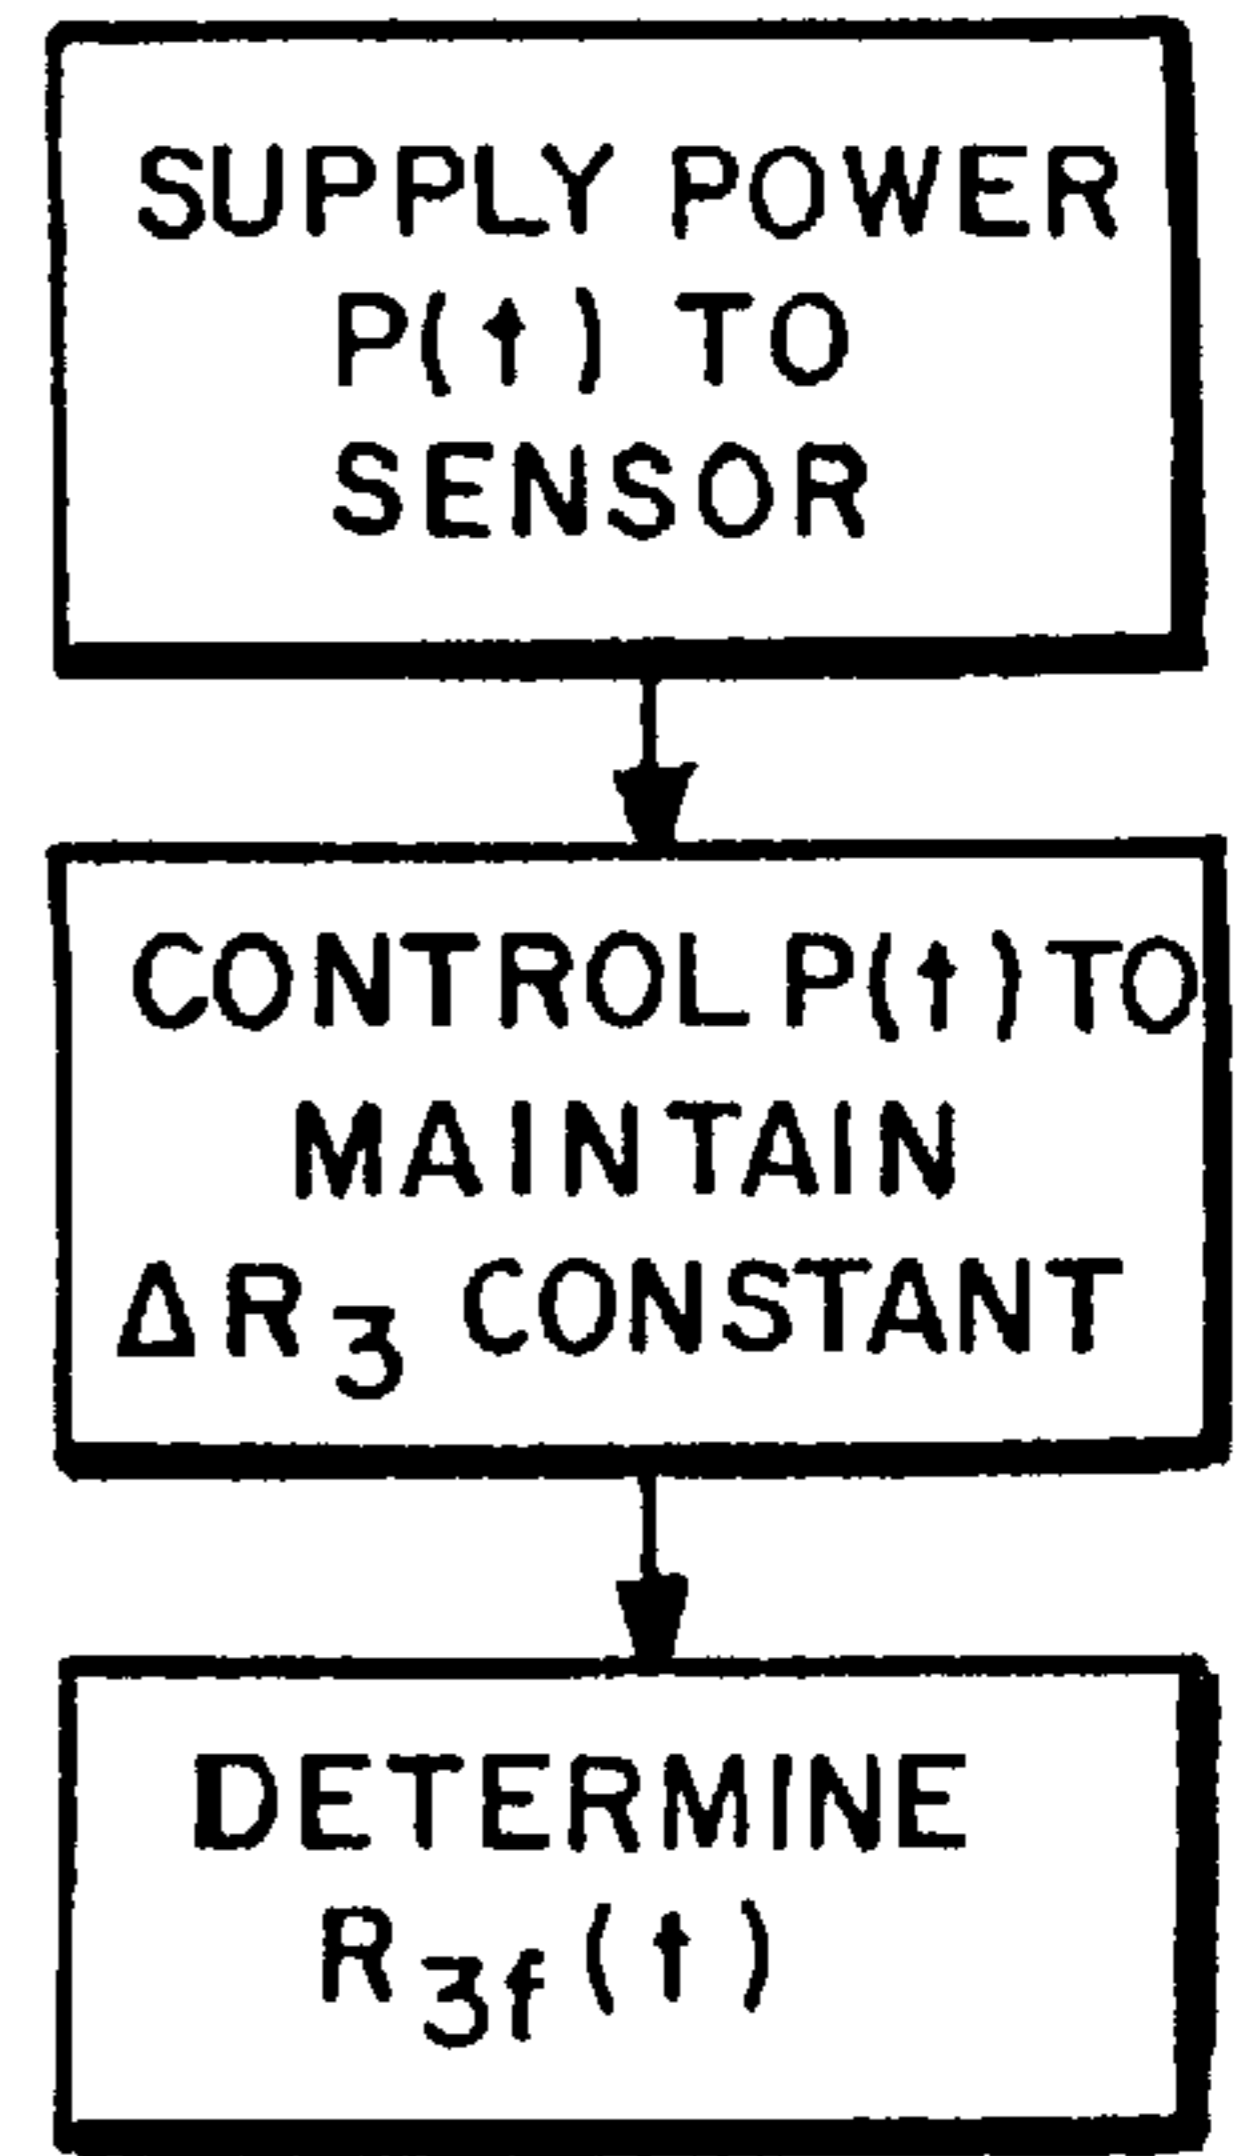 SUPPLY POWER
P(t) TO
SENSOR
CONTROL P(t) TO
MAINTAIN
ΔR₃ CONSTANT
DETERMINE
R₃f(t)